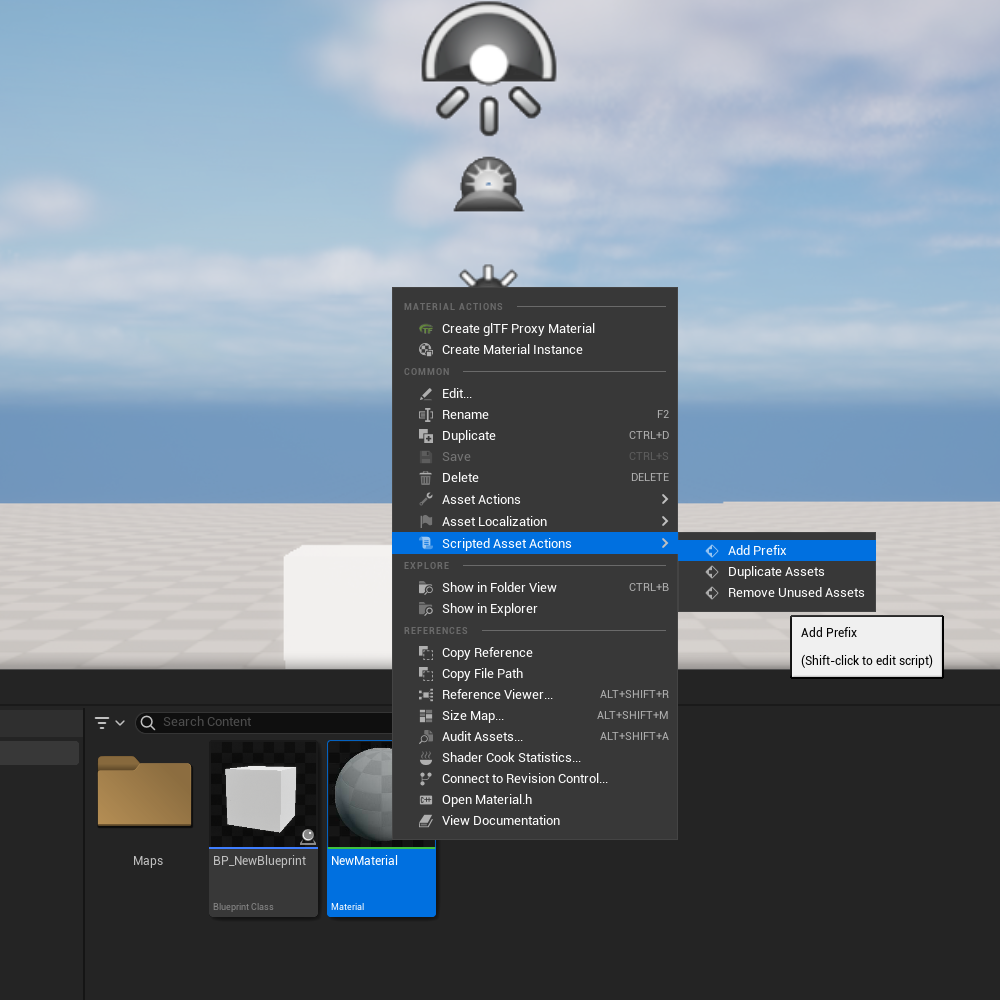 MATERIAL ACTIONS
Create glTF Proxy Material
Create Material Instance
COMMON
Edit...
Rename F2
Duplicate CTRL+D
Save CTRL+S
Delete DELETE
Asset Actions
Asset Localization
Scripted Asset Actions
Add Prefix
Duplicate Assets
Remove Unused Assets
Add Prefix
(Shift-click to edit script)
EXPLORE
Show in Folder View CTRL+B
Show in Explorer
REFERENCES
Copy Reference
Copy File Path
Reference Viewer... ALT+SHIFT+R
Size Map... ALT+SHIFT+M
Audit Assets... ALT+SHIFT+A
Shader Cook Statistics...
Connect to Revision Control...
Open Material.h
View Documentation
Search Content
Maps
BP_NewBlueprint
Blueprint Class
NewMaterial
Material